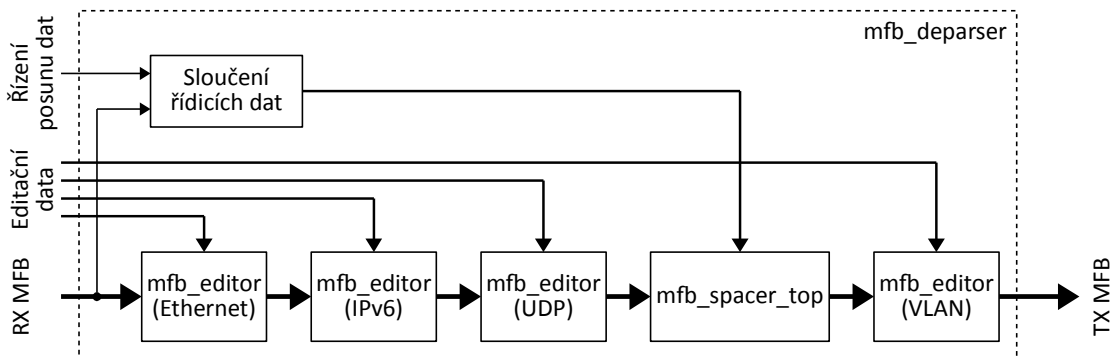 mfb_deparser
Řízení
posunu dat
Sloučení
řídicích dat
Editační
data
RX MFB
mfb_editor
(Ethernet)
mfb_editor
(IPv6)
mfb_editor
(UDP)
mfb_spacer_top
mfb_editor
(VLAN)
TX MFB